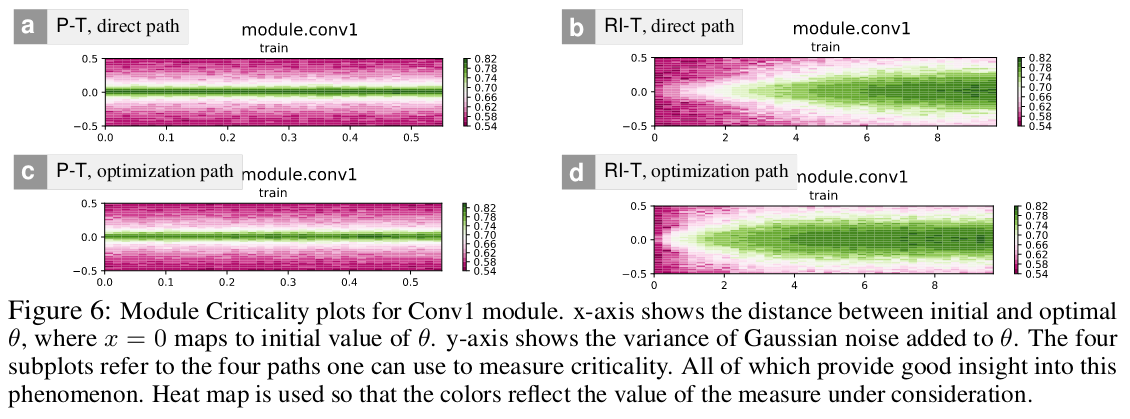 a P-T, direct path
module.conv1
train
0.5
0.0
−0.5
0.0 0.1 0.2 0.3 0.4 0.5
0.82
0.78
0.74
0.70
0.66
0.62
0.58
0.54
b RI-T, direct path
module.conv1
train
0.5
0.0
−0.5
0 2 4 6 8
0.82
0.78
0.74
0.70
0.66
0.62
0.58
0.54
c P-T, optimization path
module.conv1
train
0.5
0.0
−0.5
0.0 0.1 0.2 0.3 0.4 0.5
0.82
0.78
0.74
0.70
0.66
0.62
0.58
0.54
d RI-T, optimization path
module.conv1
train
0.5
0.0
−0.5
0 2 4 6 8
0.82
0.78
0.74
0.70
0.66
0.62
0.58
0.54
Figure 6: Module Criticality plots for Conv1 module. x-axis shows the distance between initial and optimal
θ, where x = 0 maps to initial value of θ. y-axis shows the variance of Gaussian noise added to θ. The four
subplots refer to the four paths one can use to measure criticality. All of which provide good insight into this
phenomenon. Heat map is used so that the colors reflect the value of the measure under consideration.